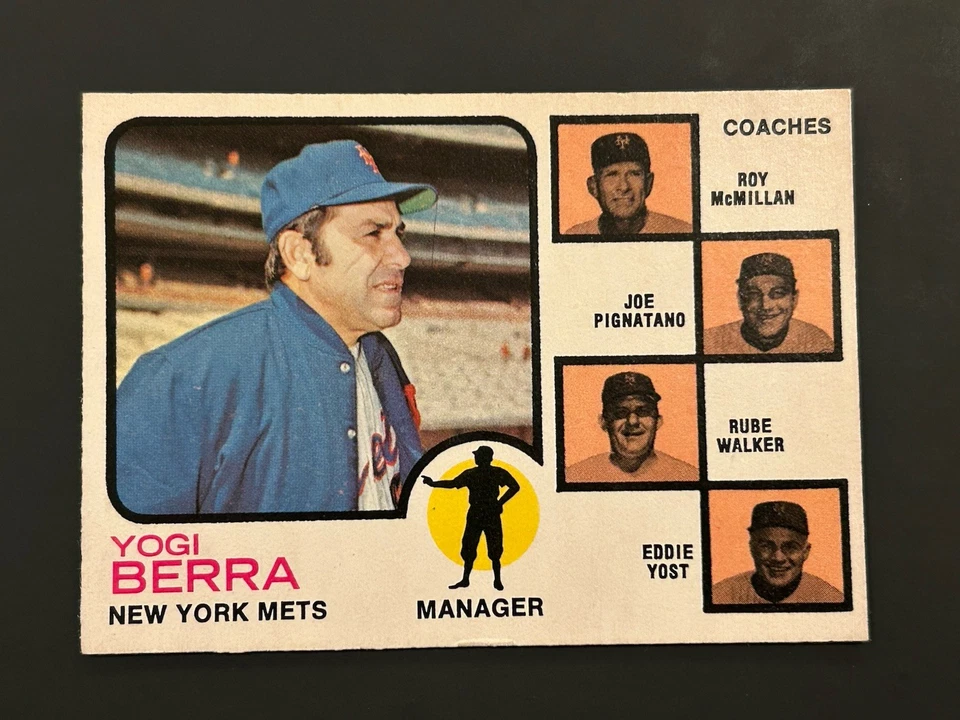 COACHES
ROY
McMILLAN
JOE
PIGNATANO
RUBE
WALKER
EDDIE
YOST
YOGI
BERRA
NEW YORK METS
MANAGER